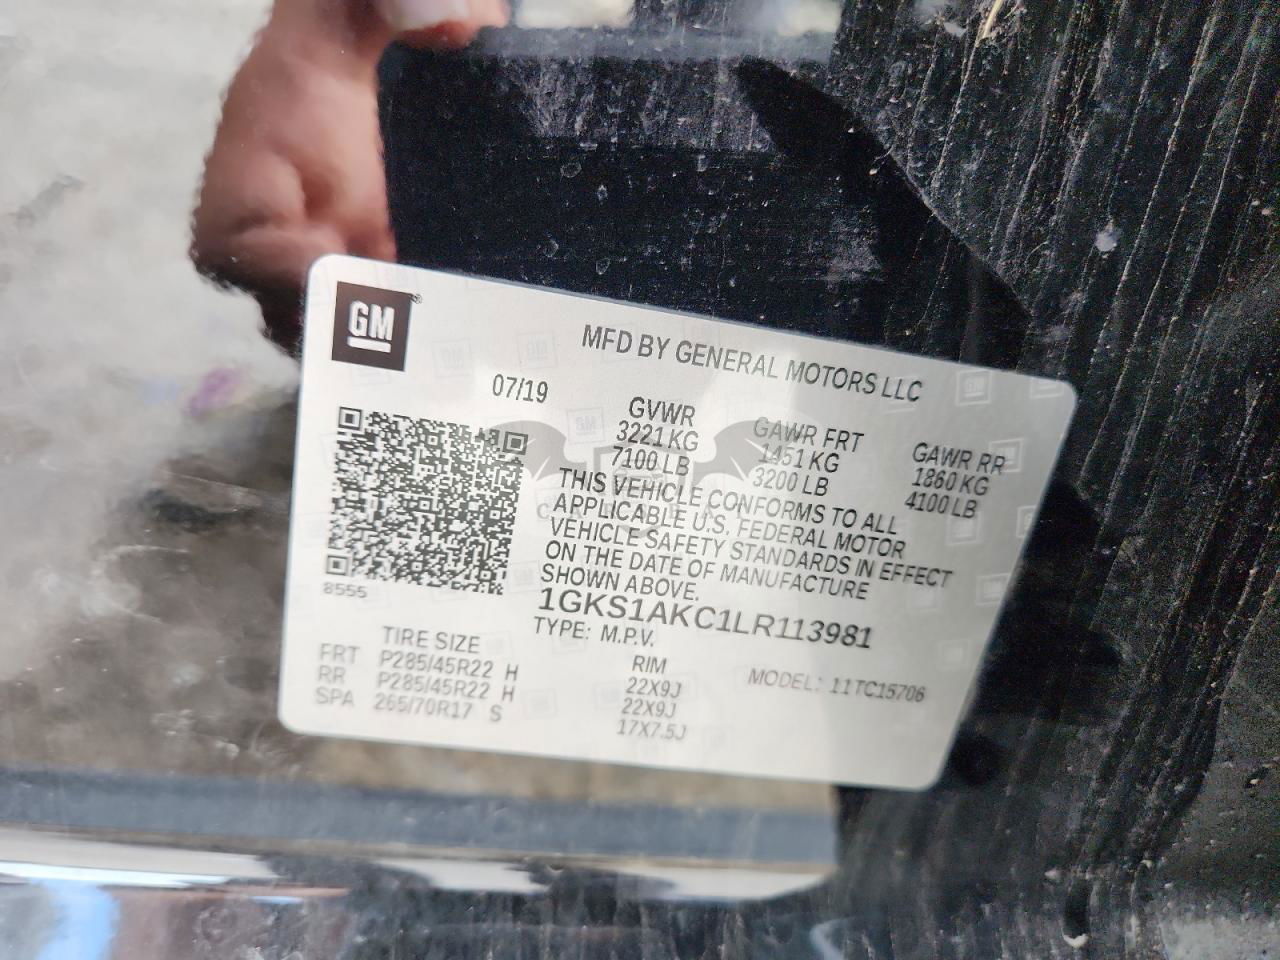 GM
MFD BY GENERAL MOTORS LLC
07/19
GVWR GAWR FRT GAWR RR
3221 KG 1451 KG 1860 KG
7100 LB 3200 LB 4100 LB
THIS VEHICLE CONFORMS TO ALL
APPLICABLE U.S. FEDERAL MOTOR
VEHICLE SAFETY STANDARDS IN EFFECT
ON THE DATE OF MANUFACTURE
SHOWN ABOVE.
8555
1GKS1AKC1LR113981
TYPE: M.P.V.
TIRE SIZE RIM MODEL: 11TC15706
FRT P285/45R22 H 22X9J
RR P285/45R22 H 22X9J
SPA 265/70R17 S 17X7.5J